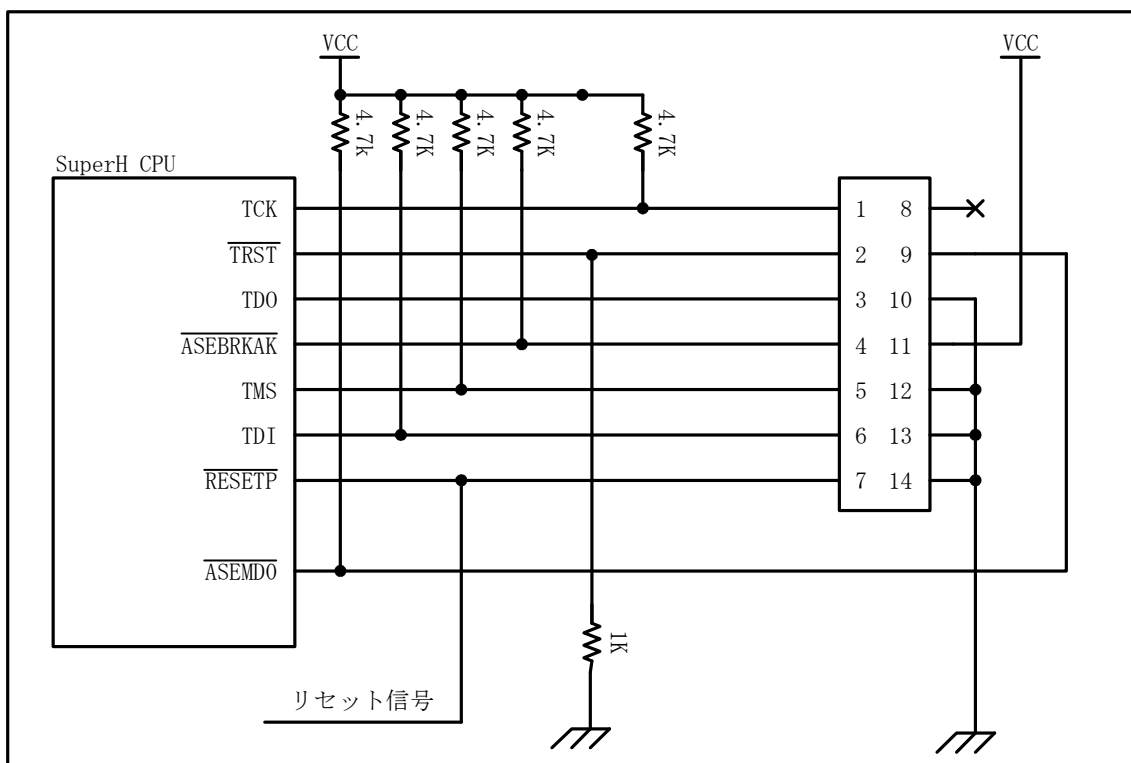 VCC
VCC
4.7k
4.7K
4.7K
4.7K
4.7K
SuperH CPU
TCK
1 8
TRST
2 9
TDO
3 10
ASEBRKAK
4 11
TMS
5 12
TDI
6 13
RESETP
7 14
ASEMDO
1K
リセット信号